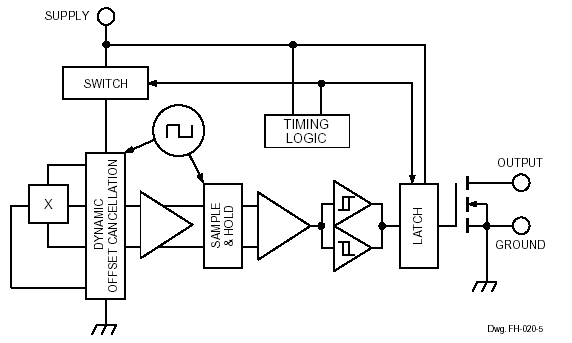 SUPPLY
SWITCH
TIMING
LOGIC
X
DYNAMIC
OFFSET CANCELLATION
SAMPLE
& HOLD
LATCH
OUTPUT
GROUND
Dwg. FH-020-5